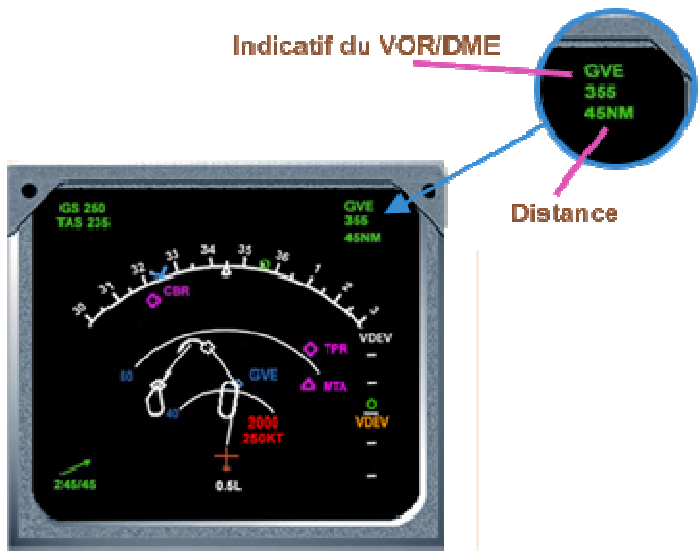 Indicatif du VOR/DME
GVE
355
45NM
Distance
GS 260
TAS 235
GVE
355
45NM
30
31
32
33
34
35
36
1
2
3
CBR
VDEV
TPR
80
GVE
MTA
40
2000
250KT
VDEV
245/45
0.5L